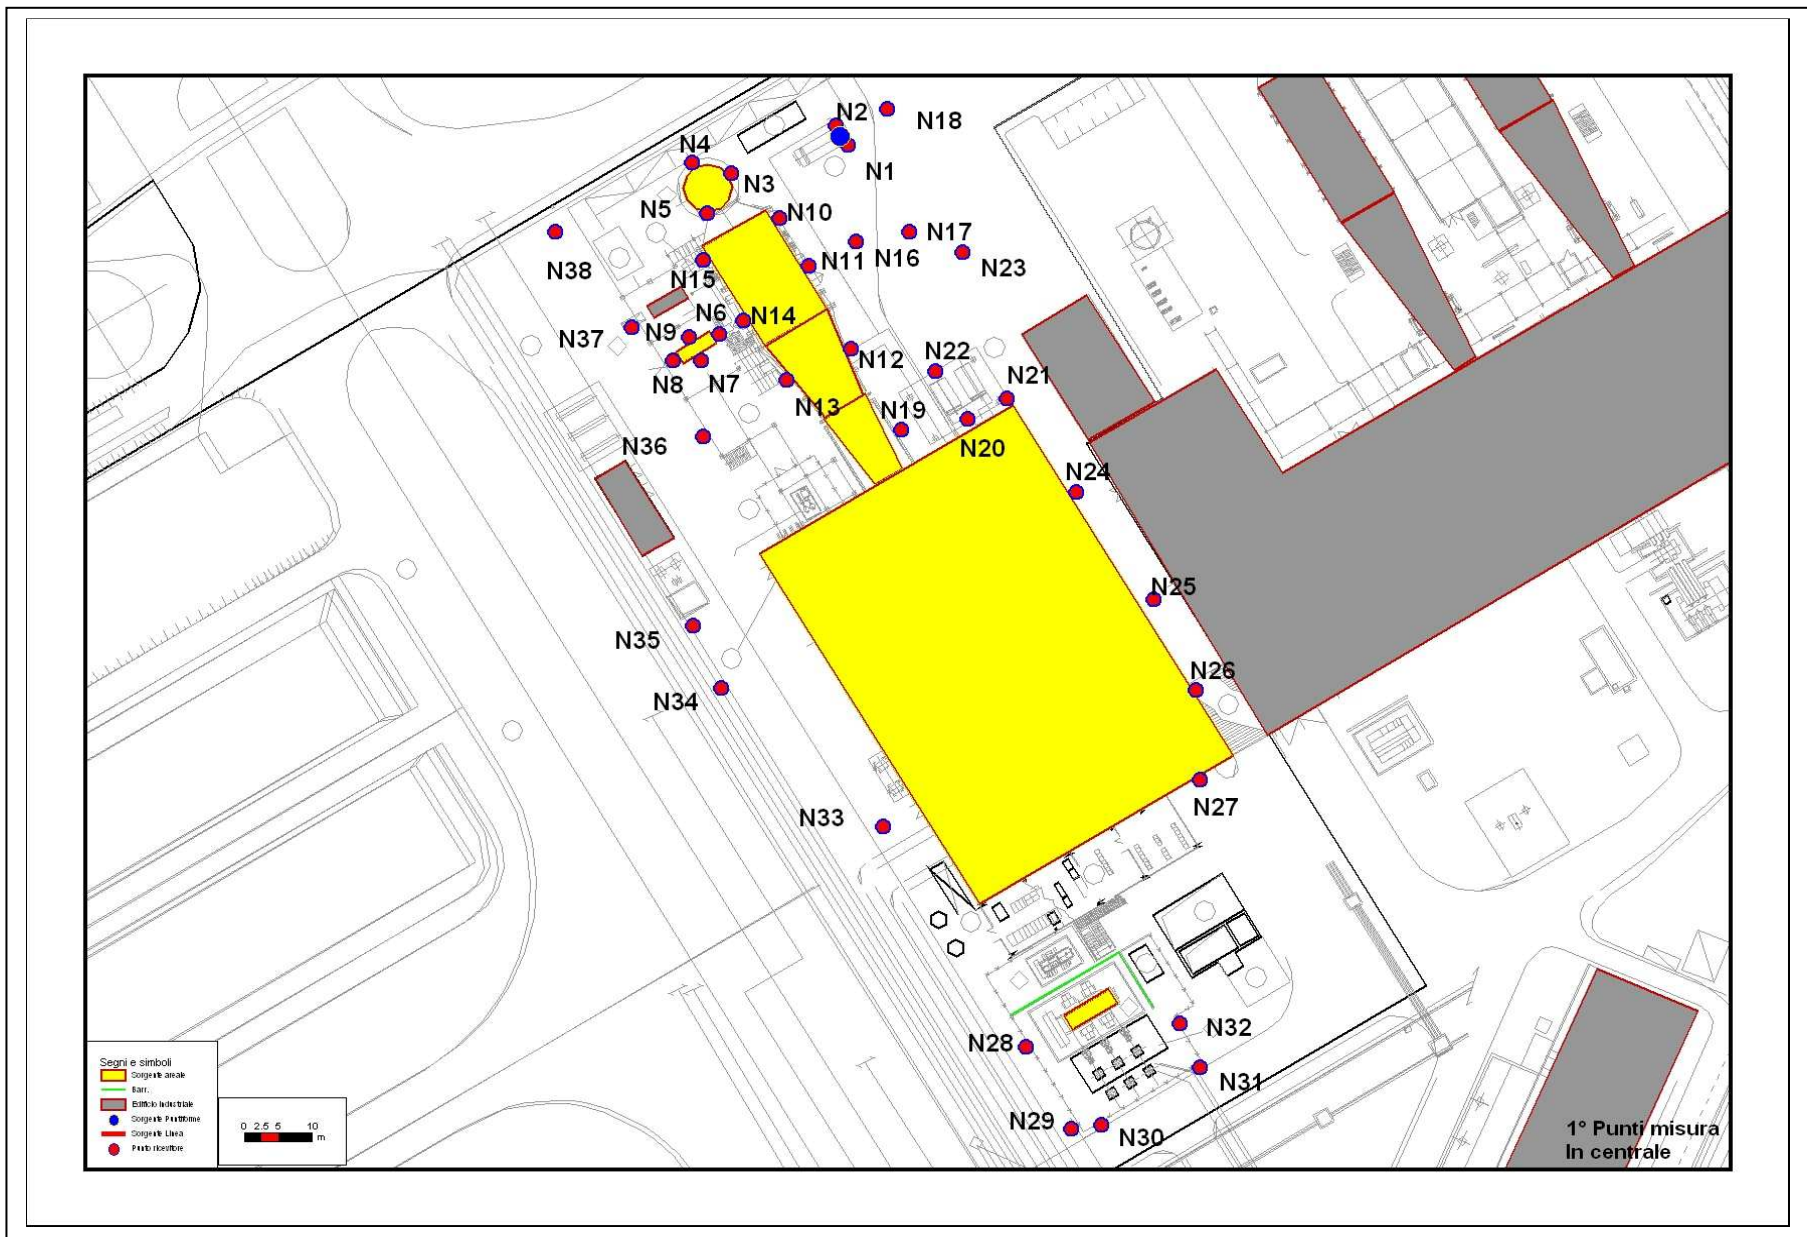 N2
N18
N4
N1
N3
N5
N10
N17
N16
N23
N38
N11
N15
N6
N14
N37
N9
N12
N22
N8
N7
N21
N13
N19
N20
N36
N24
N25
N35
N26
N34
N27
N33
N32
N28
N31
N29
N30
Segni e simboli
Sorgente areale
Barr.
Edificio industriale
Sorgente Puntiforme
Sorgente Linea
Punto ricevitore
0 2.5 5 10
m
1° Punti misura
In centrale